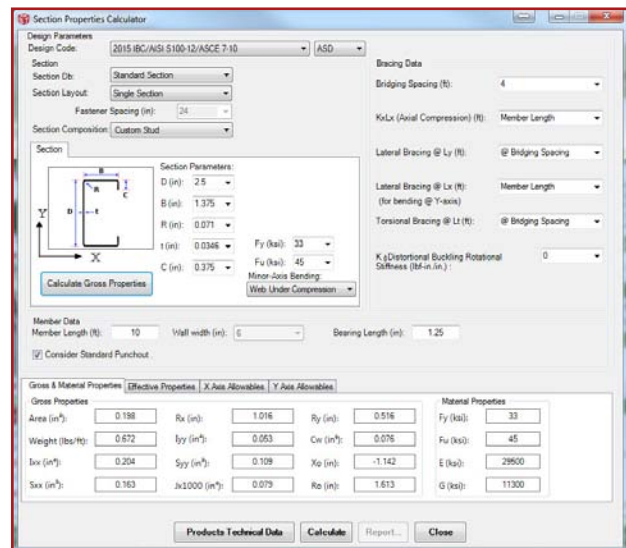 Section Properties Calculator
Design Parameters
Design Code: 2015 IBC/AISI S100-12/ASCE 7-10 ASD
Section
Section Db: Standard Section
Section Layout: Single Section
Fastener Spacing (in): 24
Section Composition: Custom Stud
Section
B
R
C
D
t
Y
X
Section Parameters:
D (in): 2.5
B (in): 1.375
R (in): 0.071
t (in): 0.0346
C (in): 0.375
Fy (ksi): 33
Fu (ksi): 45
Minor-Axis Bending:
Web Under Compression
Calculate Gross Properties
Bracing Data
Bridging Spacing (ft): 4
KxLx (Axial Compression) (ft): Member Length
Lateral Bracing @ Ly (ft): @ Bridging Spacing
Lateral Bracing @ Lx (ft): Member Length
(for bending @ Y-axis)
Torsional Bracing @ Lt (ft): @ Bridging Spacing
K ϕDistortional Buckling Rotational 0
Stiffness (lbf-in./in.) :
Member Data
Member Length (ft): 10 Wall width (in): 6 Bearing Length (in): 1.25
Consider Standard Punchout
Gross & Material Properties Effective Properties X Axis Allowables Y Axis Allowables
Gross Properties Material Properties
Area (in²): 0.198 Rx (in): 1.016 Ry (in): 0.516 Fy (ksi): 33
Weight (lbs/ft): 0.672 Iyy (in⁴): 0.053 Cw (in⁶): 0.076 Fu (ksi): 45
Ixx (in⁴): 0.204 Syy (in³): 0.109 Xo (in): -1.142 E (ksi): 29500
Sxx (in³): 0.163 Jx1000 (in⁴): 0.079 Ro (in): 1.613 G (ksi): 11300
Products Technical Data Calculate Report... Close